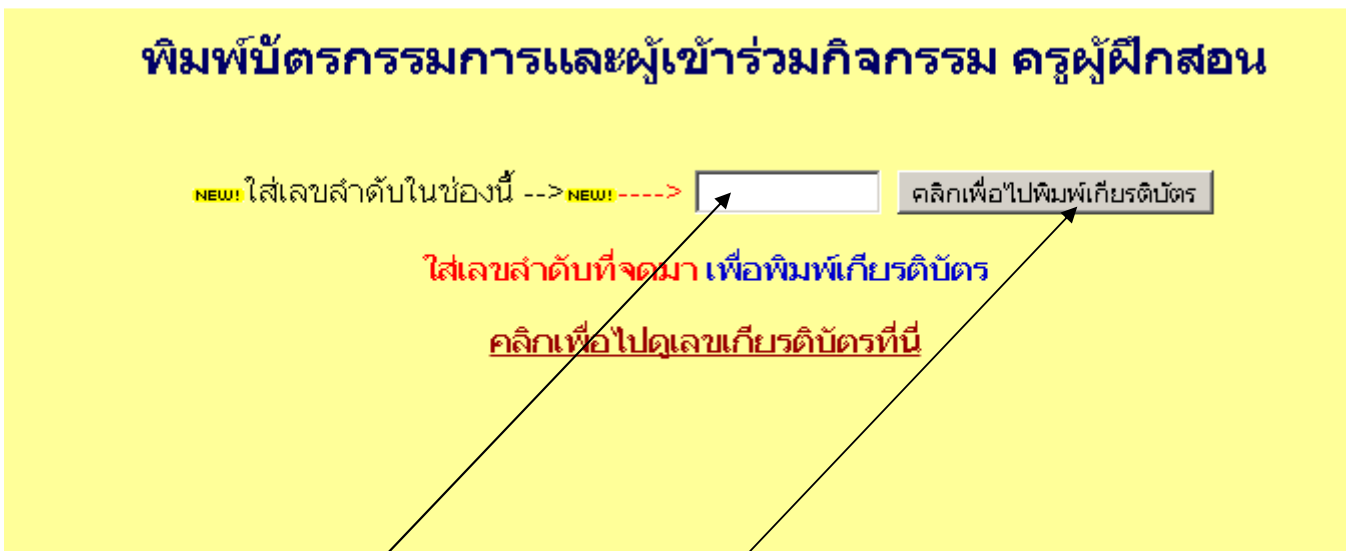 พิมพ์บัตรกรรมการและผู้เข้าร่วมกิจกรรม ครูผู้ฝึกสอน
NEW! ใส่เลขลำดับในช่องนี้ --> NEW! ----> คลิกเพื่อไปพิมพ์เกียรติบัตร
ใส่เลขลำดับที่จดมา เพื่อพิมพ์เกียรติบัตร
คลิกเพื่อไปดูเลขเกียรติบัตรที่นี่